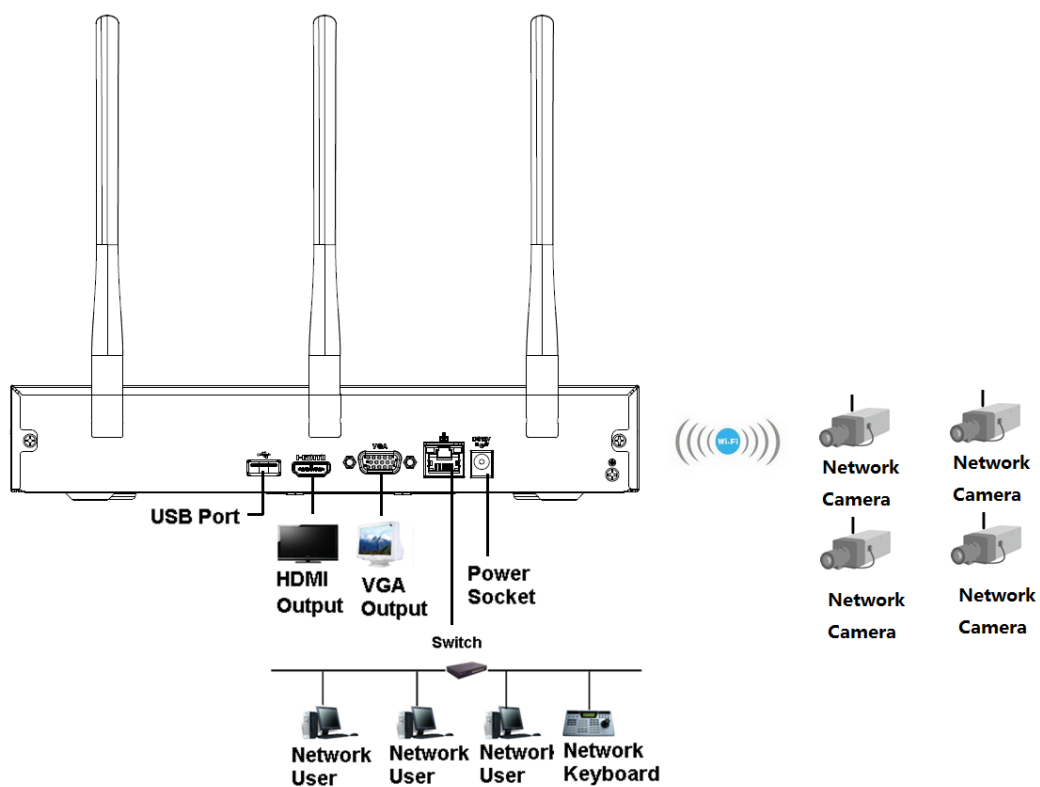 VGA
HDMI
USB Port
HDMI
Output
VGA
Output
Power
Socket
Switch
Network
User
Network
User
Network
User
Network
Keyboard
Wi-Fi
Network
Camera
Network
Camera
Network
Camera
Network
Camera